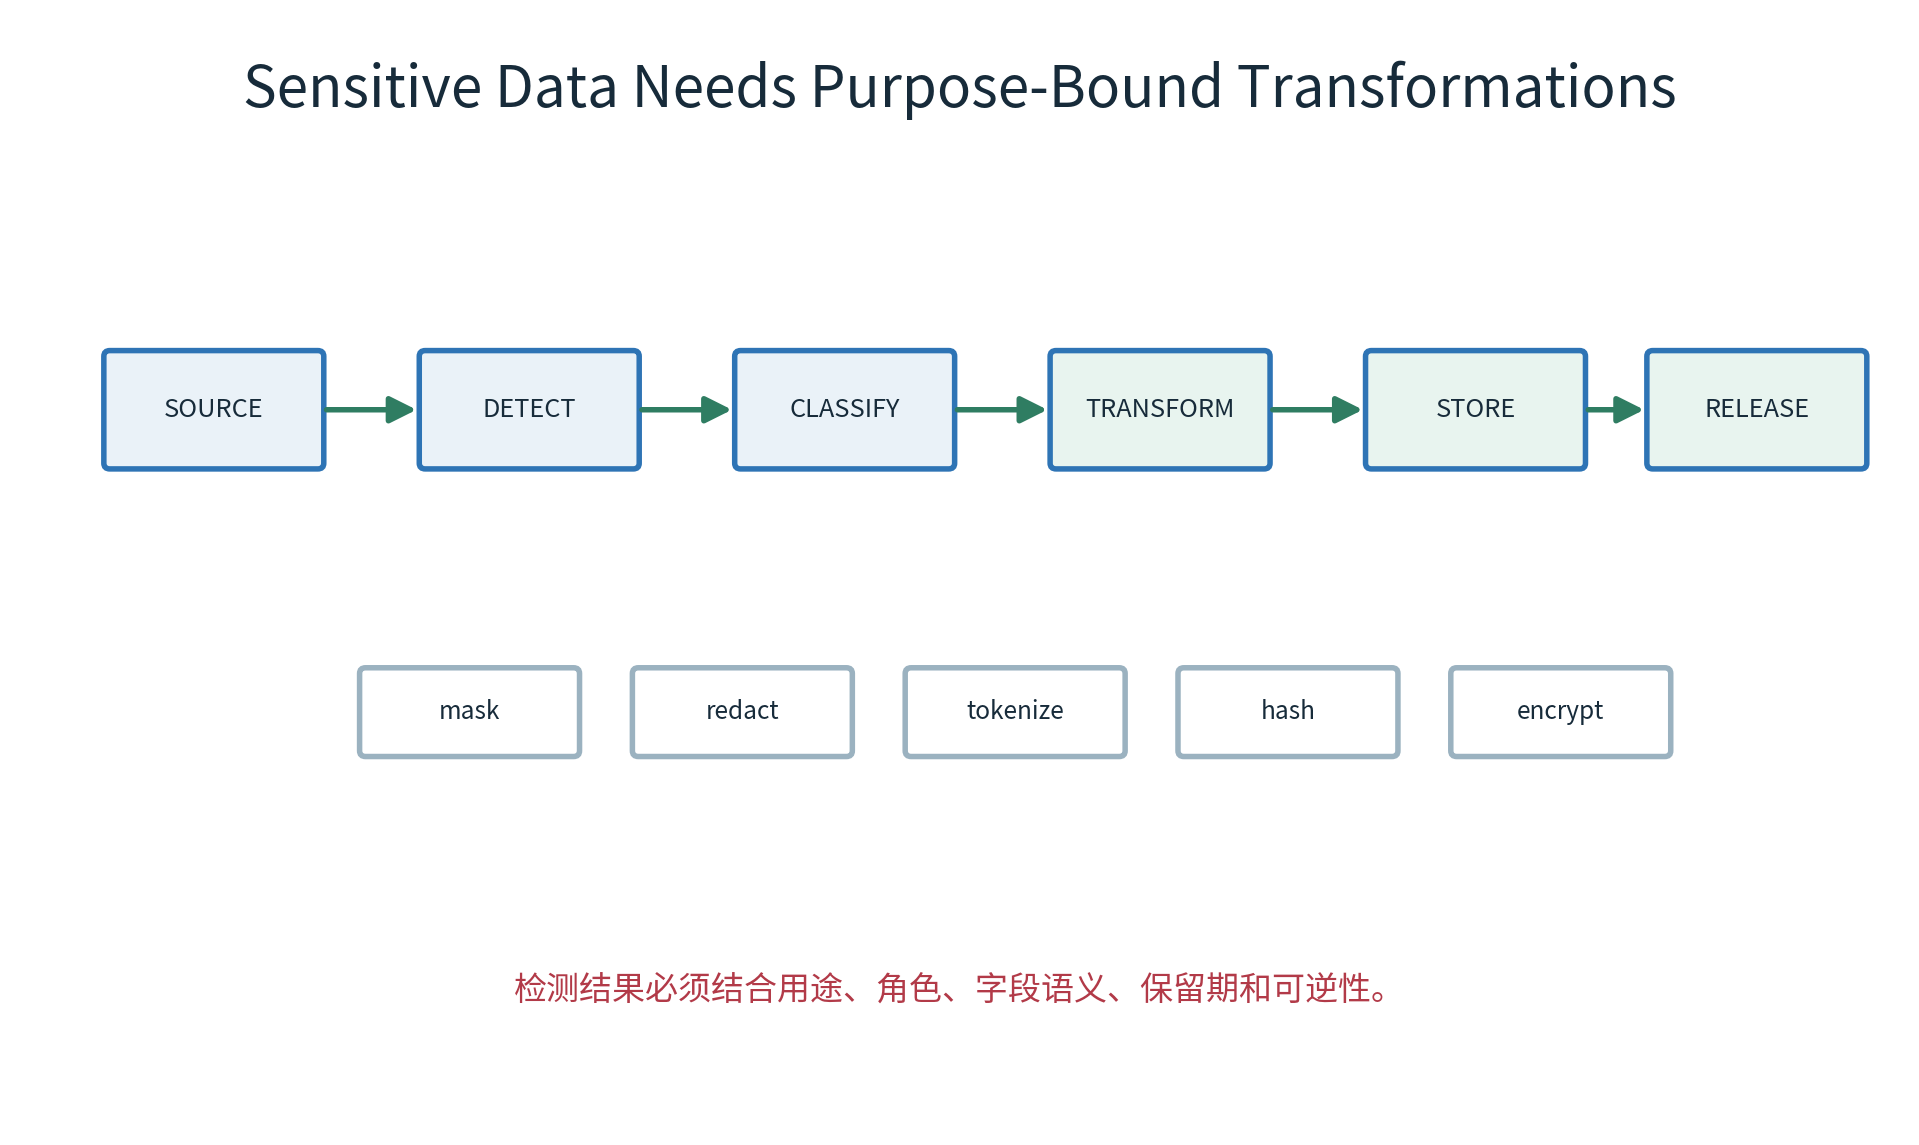 Sensitive Data Needs Purpose-Bound Transformations
SOURCE
DETECT
CLASSIFY
TRANSFORM
STORE
RELEASE
mask
redact
tokenize
hash
encrypt
检测结果必须结合用途、角色、字段语义、保留期和可逆性。